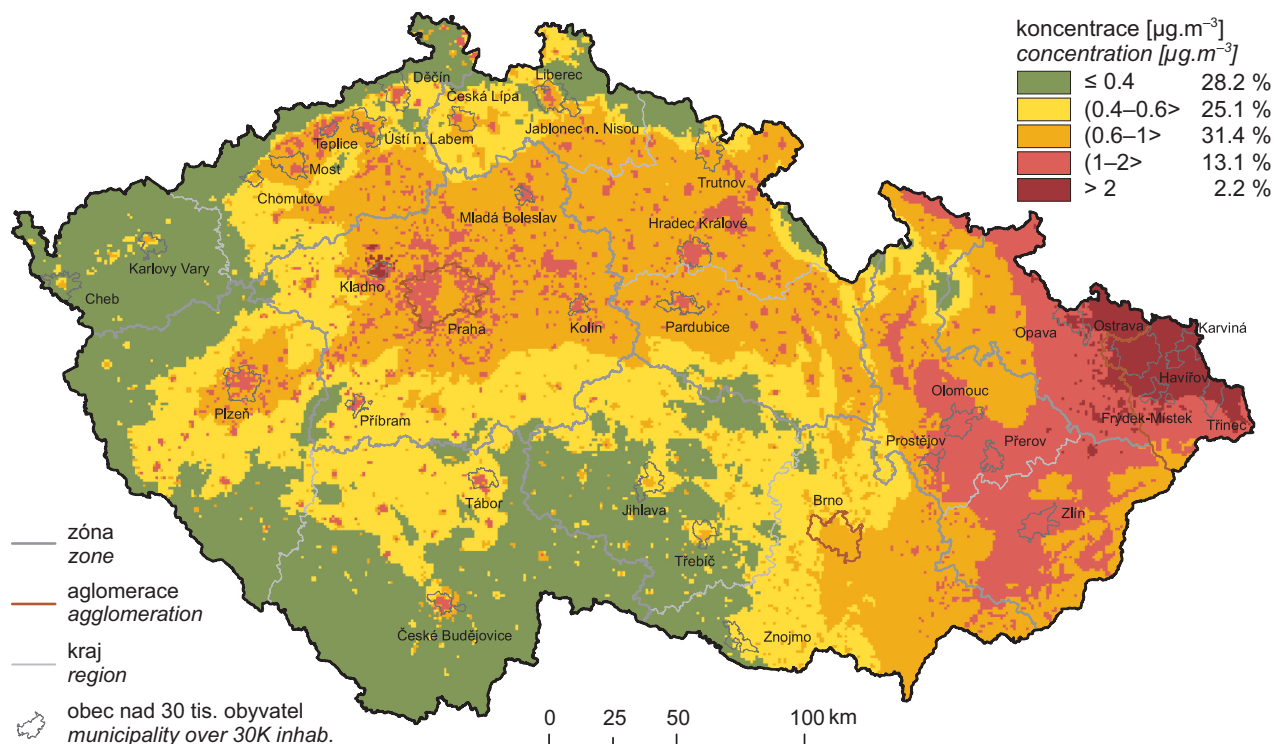 koncentrace [µg.m⁻³]
concentration [µg.m⁻³]
≤ 0.4 28.2 %
(0.4–0.6> 25.1 %
(0.6–1> 31.4 %
(1–2> 13.1 %
> 2 2.2 %
Děčín
Liberec
Česká Lípa
Teplice
Ústí n. Labem
Jablonec n. Nisou
Most
Chomutov
Trutnov
Mladá Boleslav
Hradec Králové
Karlovy Vary
Cheb
Kladno
Praha
Kolín
Pardubice
Opava
Ostrava
Karviná
Havířov
Olomouc
Plzeň
Příbram
Frýdek-Místek
Třinec
Prostějov
Přerov
Tábor
Jihlava
Brno
Zlín
Třebíč
České Budějovice
Znojmo
zóna
zone
aglomerace
agglomeration
kraj
region
obec nad 30 tis. obyvatel
municipality over 30K inhab.
0 25 50 100 km